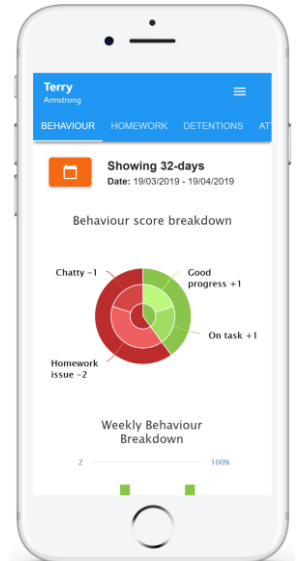 Terry
Armstrong
BEHAVIOUR HOMEWORK DETENTIONS AT
Showing 32-days
Date: 19/03/2019 - 19/04/2019
Behaviour score breakdown
Chatty -1
Good
progress +1
On task +1
Homework
issue -2
Weekly Behaviour
Breakdown
2 100%